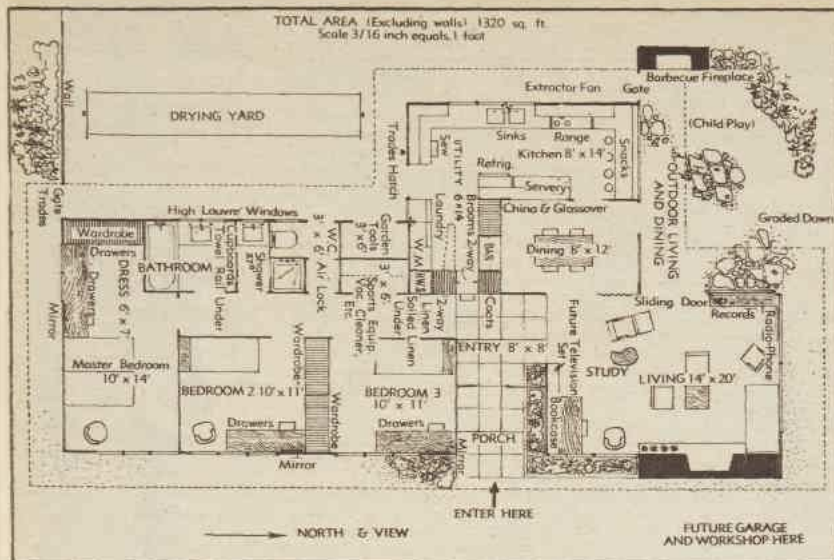 TOTAL AREA (Excluding walls) 1320 sq. ft.
Scale 3/16 inch equals 1 foot
Wall
DRYING YARD
Trades Hatch
Extractor Fan
Gate
Barbecue Fireplace
(Child Play)
Sew
UTILITY 6'x14'
Sinks
Range
Kitchen 8' x 14'
Snacks
Refrig.
Servery
Laundry
Brooms 2-way
China & Glassover
OUTDOOR LIVING
AND DINING
Graded Down
Gate
Trades
High Louvre Windows
Wardrobe
Drawers
BATHROOM
Cupboards
Towel Rail Under
Shower
W.C.
3' x 6' Air Lock
Garden
Tools
3'x6'
W.M.
H.W.S.
BAR
Dining 8' x 12'
DRESS 6' x 7'
Drawers
Mirror
3' x 6'
Sports Equip.
Vac. Cleaner,
Etc.
2-way
Linen
Soiled Linen
Under
Coats
Sliding Door
Records
Radio-Phone
Master Bedroom
10' x 14'
Wardrobe
Wardrobe
BEDROOM 2 10' x 11'
Drawers
Mirror
BEDROOM 3
10' x 11'
Drawers
Mirror
ENTRY 8' x 8'
PORCH
Future Television
Set
Bookcase
STUDY
LIVING 14' x 20'
ENTER HERE
NORTH & VIEW
FUTURE GARAGE
AND WORKSHOP HERE